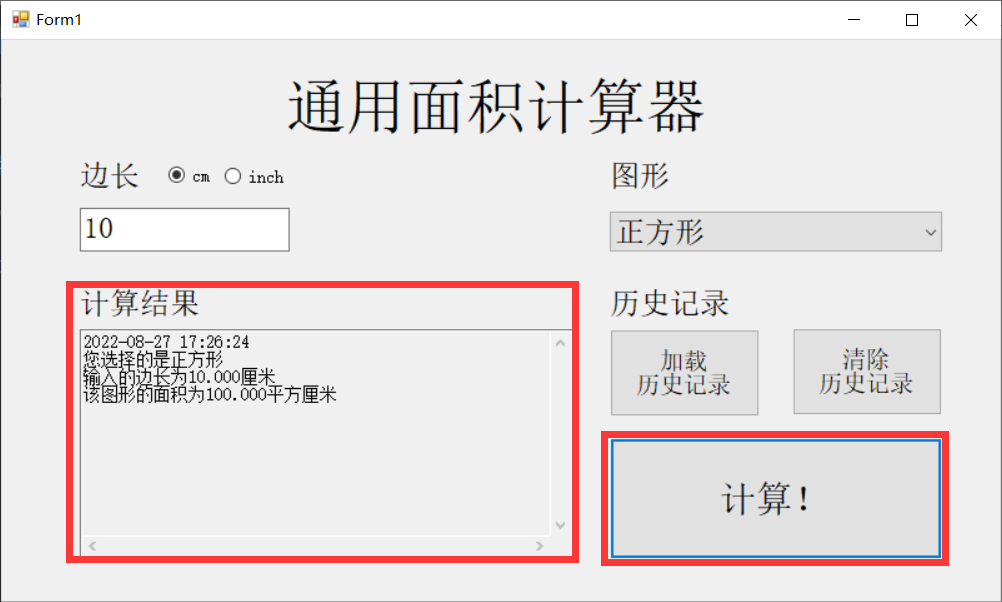 Form1
通用面积计算器
边长 cm inch
图形
10
正方形
计算结果
历史记录
2022-08-27 17:26:24
您选择的是正方形
输入的边长为10.000厘米
该图形的面积为100.000平方厘米
加载
历史记录
清除
历史记录
计算！